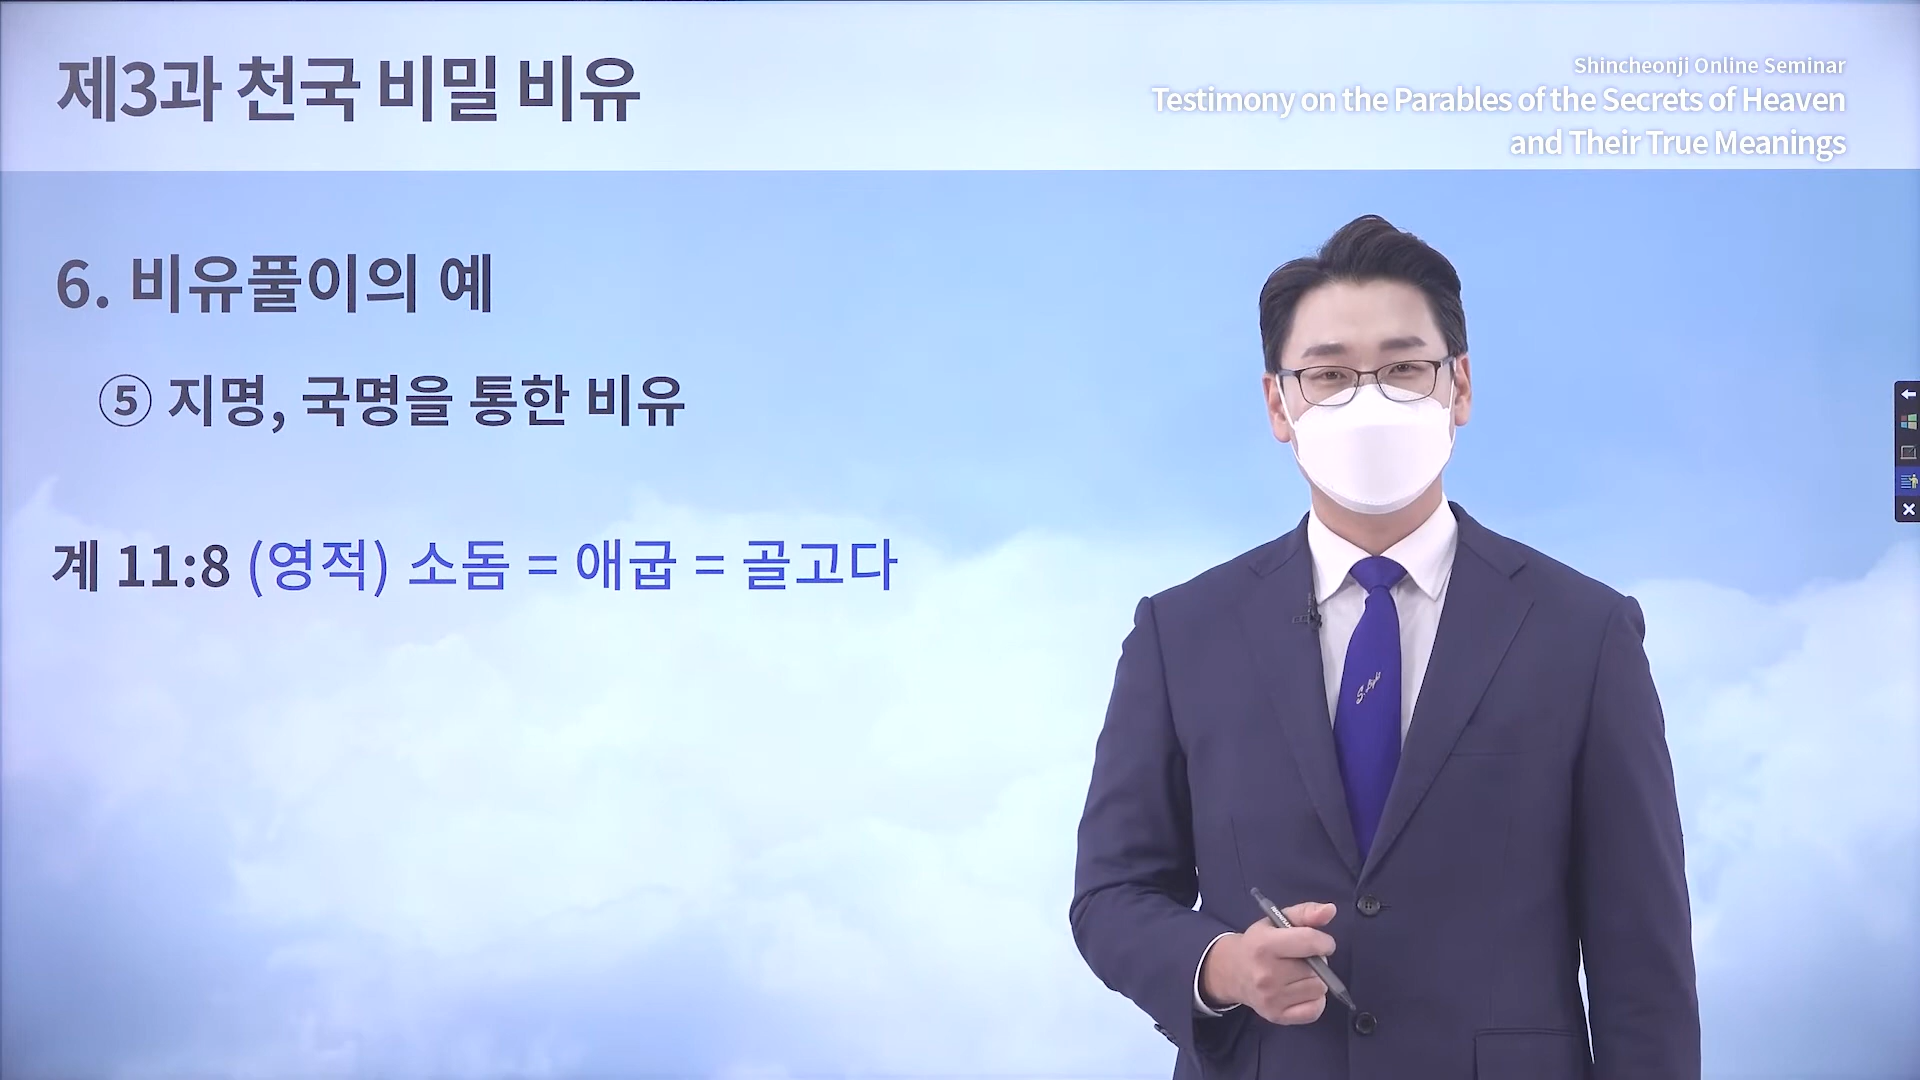 제3과 천국 비밀 비유
Shincheonji Online Seminar
Testimony on the Parables of the Secrets of Heaven
and Their True Meanings
6. 비유풀이의 예
⑤ 지명, 국명을 통한 비유
계 11:8 (영적) 소돔 = 애굽 = 골고다
S. Light